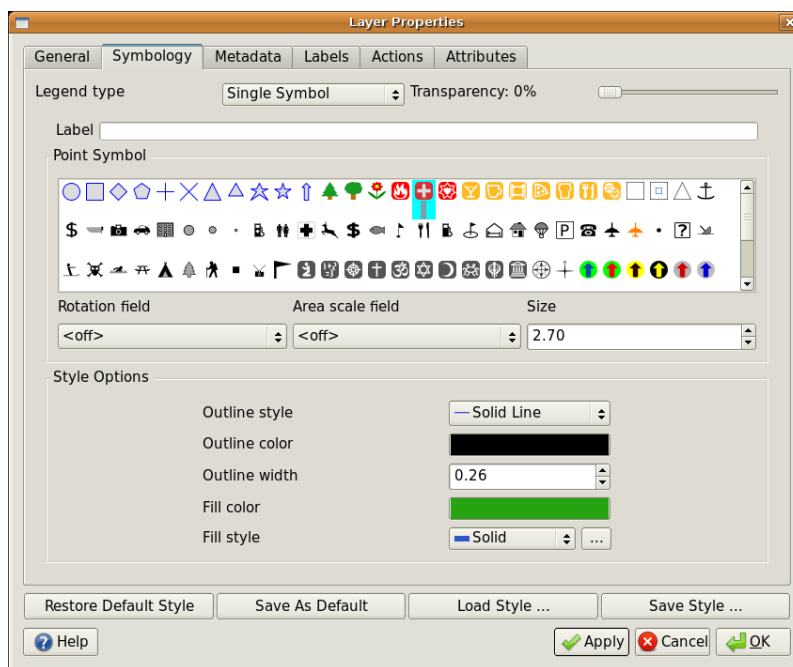 Layer Properties
General Symbology Metadata Labels Actions Attributes
Legend type Single Symbol Transparency: 0%
Label
Point Symbol
$ $ P ?
Rotation field Area scale field Size
<off> <off> 2.70
Style Options
Outline style Solid Line
Outline color
Outline width 0.26
Fill color
Fill style Solid ...
Restore Default Style Save As Default Load Style ... Save Style ...
Help Apply Cancel OK